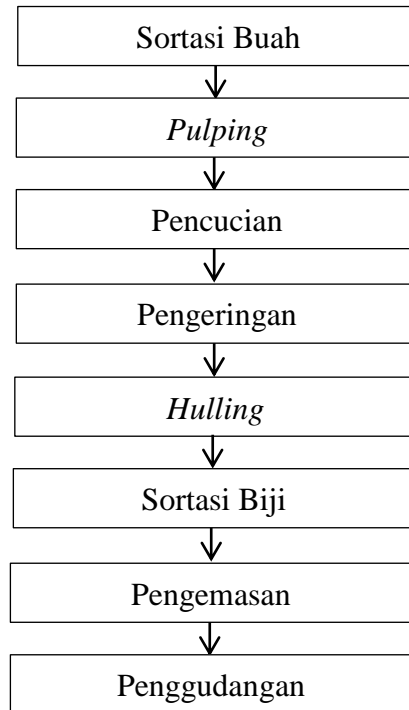 Sortasi Buah
Pulping
Pencucian
Pengeringan
Hulling
Sortasi Biji
Pengemasan
Penggudangan